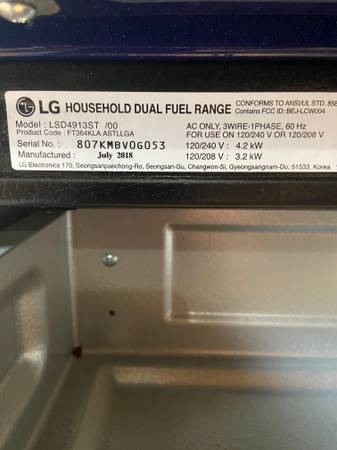 LG HOUSEHOLD DUAL FUEL RANGE CONFORMS TO ANSI/UL STD. 858
Contains FCC ID: BEJ-LCW004
Model : LSD4913ST /00 AC ONLY, 3WIRE-1PHASE, 60 Hz
Product Code : FT364KLA.ASTLLGA FOR USE ON 120/240 V or 120/208 V
Serial No. : 807KMBV0G053 120/240 V : 4.2 kW
Manufactured : July 2018 120/208 V : 3.2 kW
LG Electronics 170, Seongsanpaechong-Ro, Seongsan-Gu, Changwon-Si, Gyeongsangnam-Do, 51533, Korea